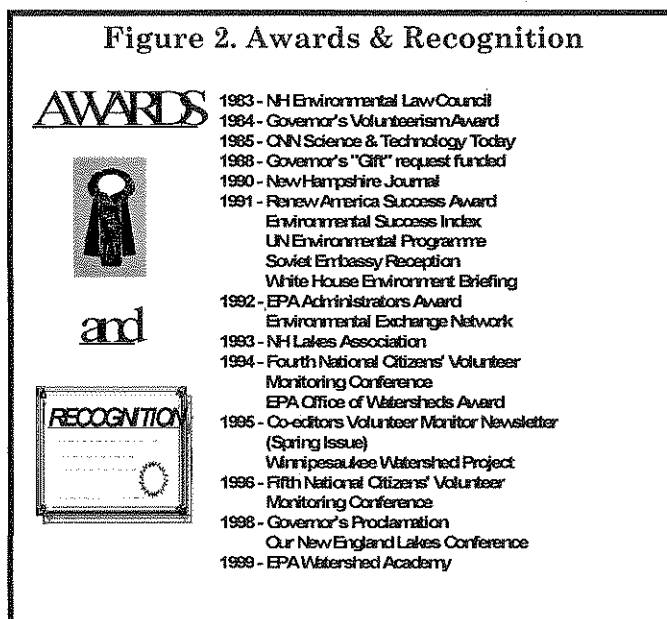 Figure 2. Awards & Recognition
AWARDS
and
RECOGNITION
1983 - NH Environmental Law Council
1984 - Governor's Volunteerism Award
1985 - CNN Science & Technology Today
1988 - Governor's "Gift" request funded
1990 - New Hampshire Journal
1991 - Renew America Success Award
Environmental Success Index
UN Environmental Programme
Soviet Embassy Reception
White House Environment Briefing
1992 - EPA Administrators Award
Environmental Exchange Network
1993 - NH Lakes Association
1994 - Fourth National Citizens' Volunteer
Monitoring Conference
EPA Office of Watersheds Award
1995 - Co-editors Volunteer Monitor Newsletter
(Spring Issue)
Winnipesaukee Watershed Project
1996 - Fifth National Citizens' Volunteer
Monitoring Conference
1998 - Governor's Proclamation
Our New England Lakes Conference
1999 - EPA Watershed Academy